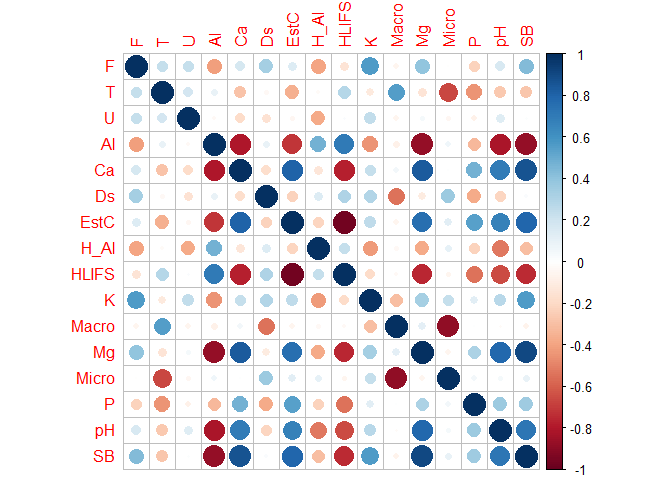 F T U Al Ca Ds EstC H_Al HLIFS K Macro Mg Micro P pH SB
F
T
U
Al
Ca
Ds
EstC
H_Al
HLIFS
K
Macro
Mg
Micro
P
pH
SB
1
0.8
0.6
0.4
0.2
0
-0.2
-0.4
-0.6
-0.8
-1